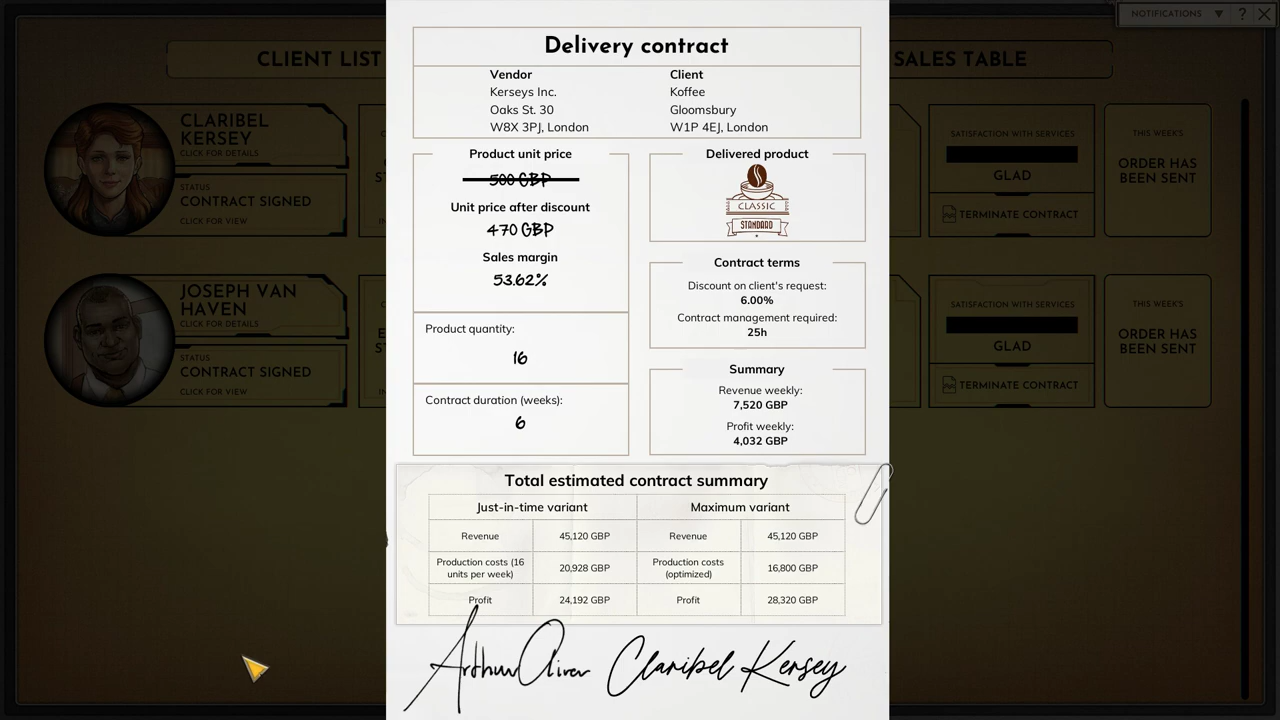 NOTIFICATIONS
?
CLIENT LIST
SALES TABLE
Delivery contract
Vendor
Kerseys Inc.
Oaks St. 30
W8X 3PJ, London
Client
Koffee
Gloomsbury
W1P 4EJ, London
Product unit price
500 GBP
Unit price after discount
470 GBP
Sales margin
53.62%
Product quantity:
16
Contract duration (weeks):
6
Delivered product
CLASSIC
STANDARD
Contract terms
Discount on client's request:
6.00%
Contract management required:
25h
Summary
Revenue weekly:
7,520 GBP
Profit weekly:
4,032 GBP
Total estimated contract summary
Just-in-time variant
Maximum variant
Revenue
45,120 GBP
Revenue
45,120 GBP
Production costs (16
units per week)
20,928 GBP
Production costs
(optimized)
16,800 GBP
Profit
24,192 GBP
Profit
28,320 GBP
Arthur Oliver
Claribel Kersey
CLARIBEL
KERSEY
CLICK FOR DETAILS
STATUS
CONTRACT SIGNED
CLICK FOR VIEW
SATISFACTION WITH SERVICES
GLAD
TERMINATE CONTRACT
THIS WEEK'S
ORDER HAS
BEEN SENT
JOSEPH VAN
HAVEN
CLICK FOR DETAILS
STATUS
CONTRACT SIGNED
CLICK FOR VIEW
SATISFACTION WITH SERVICES
GLAD
TERMINATE CONTRACT
THIS WEEK'S
ORDER HAS
BEEN SENT